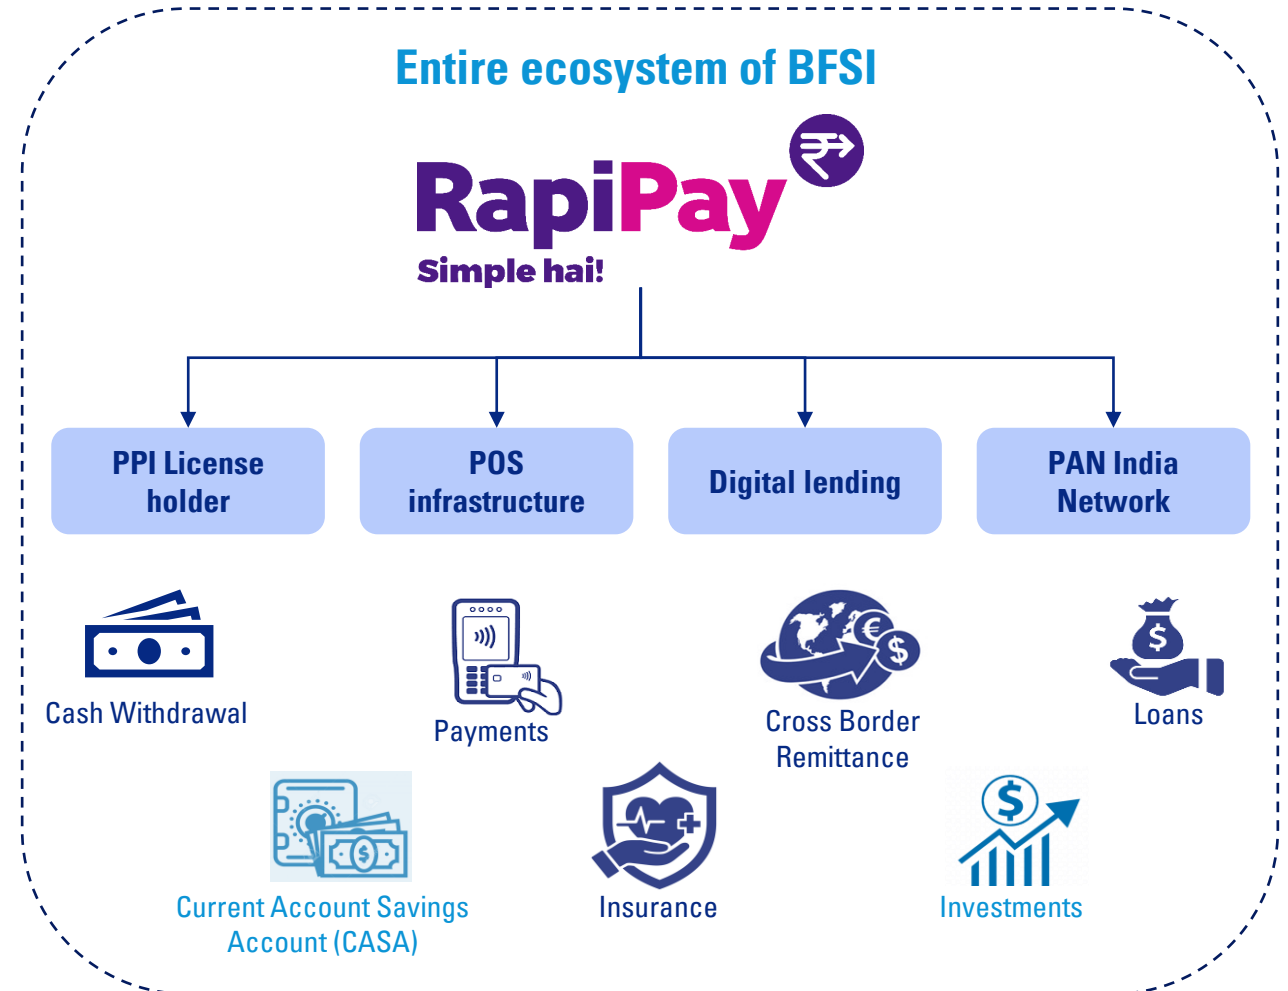 Entire ecosystem of BFSI
RapiPay
Simple hai!
PPI License
holder
POS
infrastructure
Digital lending
PAN India
Network
Cash Withdrawal
Payments
Cross Border
Remittance
Loans
Current Account Savings
Account (CASA)
Insurance
Investments